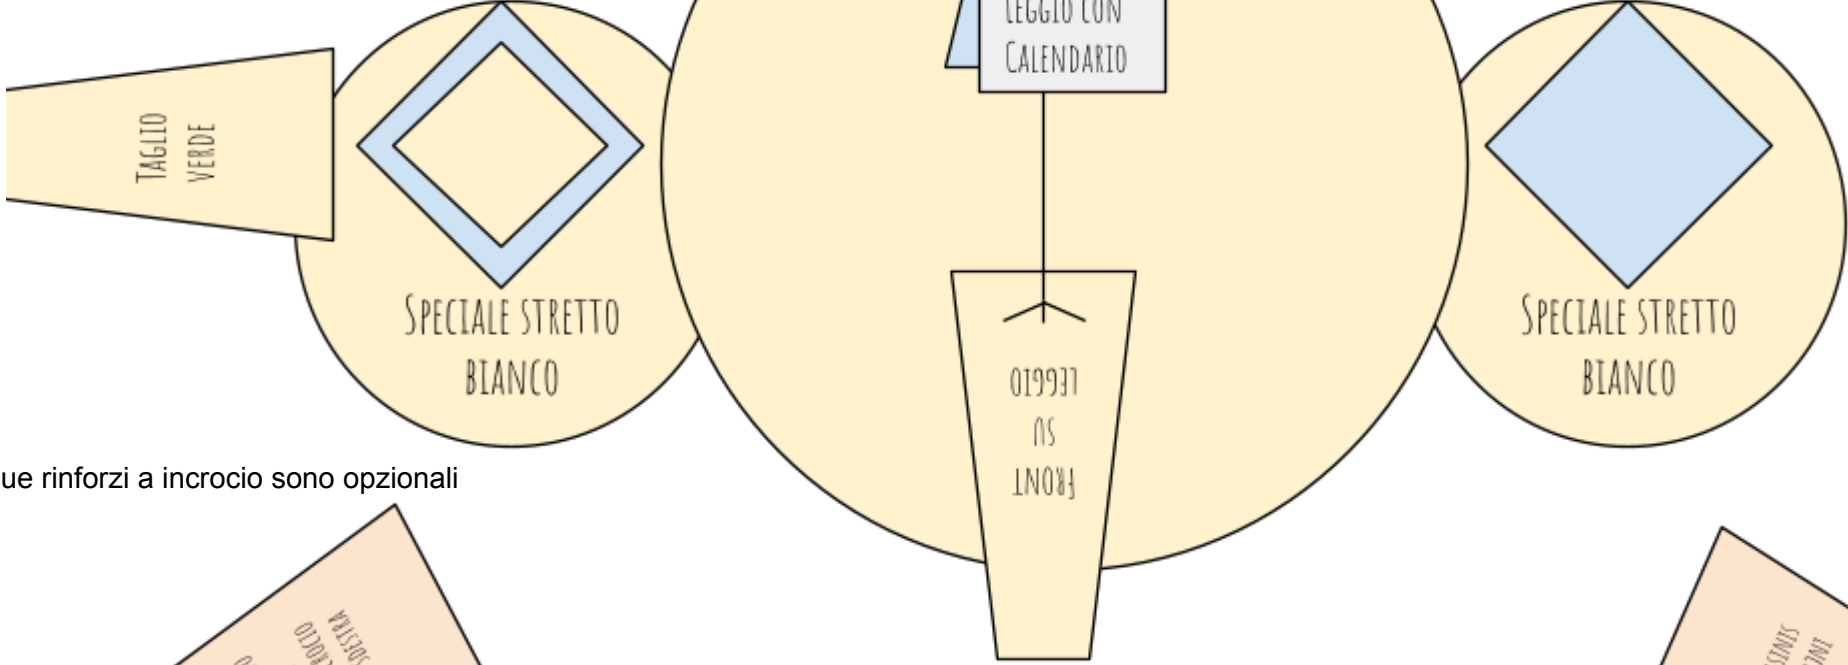 LEGGIO CON
CALENDARIO
TAGLIO
VERDE
SPECIALE STRETTO
BIANCO
SPECIALE STRETTO
BIANCO
FRONT
SU
LEGGIO
ue rinforzi a incrocio sono opzionali